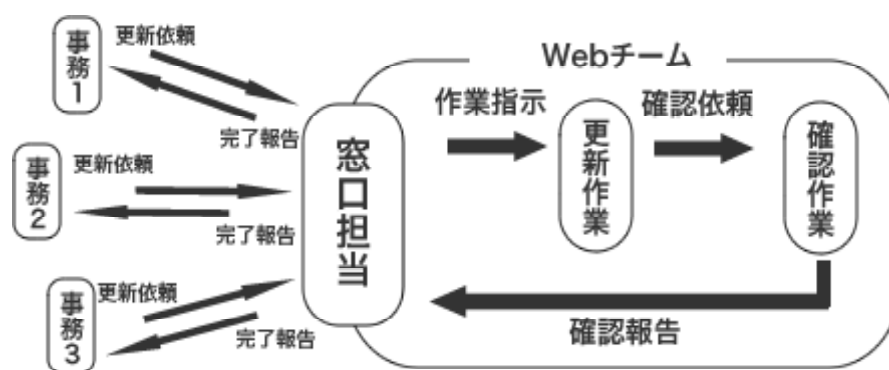 事務1
更新依頼
完了報告
事務2
更新依頼
完了報告
事務3
更新依頼
完了報告
窓口担当
Webチーム
作業指示
更新作業
確認依頼
確認作業
確認報告